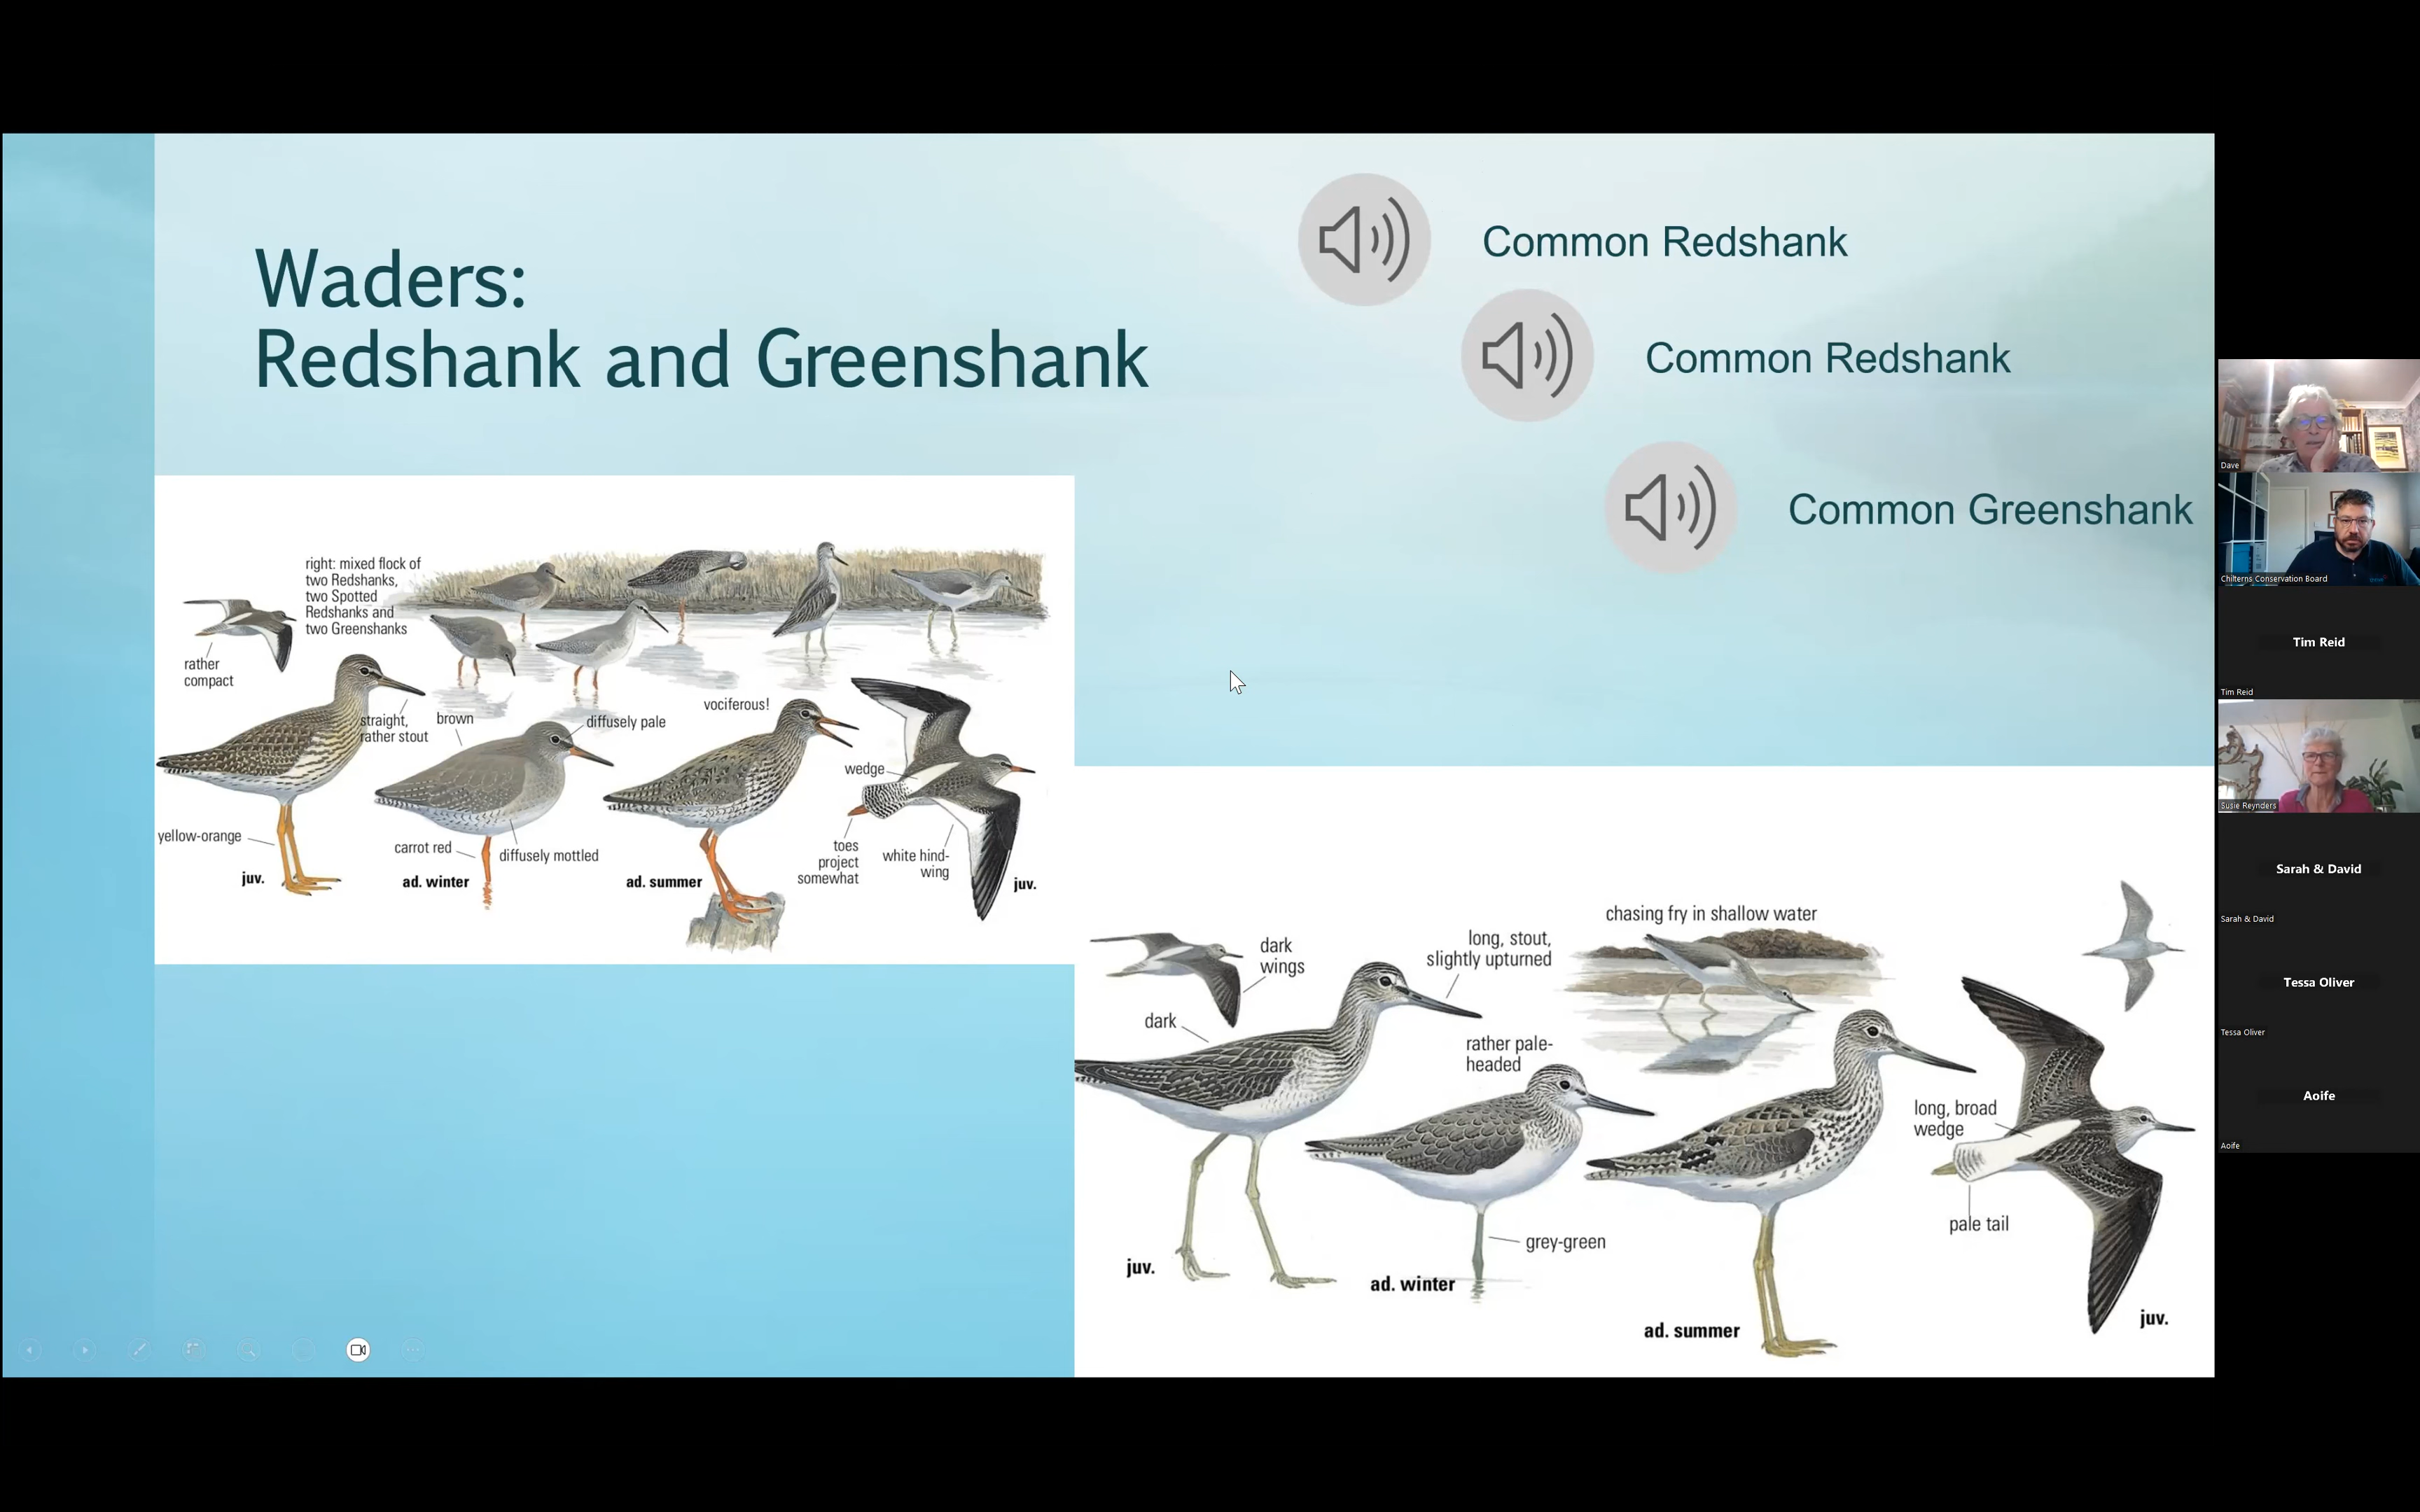 Waders:
Redshank and Greenshank
Common Redshank
Common Redshank
Common Greenshank
right: mixed flock of
two Redshanks,
two Spotted
Redshanks and
two Greenshanks
rather
compact
straight,
rather stout
brown
diffusely pale
vociferous!
wedge
yellow-orange
carrot red
diffusely mottled
toes
project
somewhat
white hind-
wing
juv.
ad. winter
ad. summer
juv.
dark
wings
dark
long, stout,
slightly upturned
chasing fry in shallow water
rather pale-
headed
long, broad
wedge
pale tail
grey-green
juv.
ad. winter
ad. summer
juv.
Dave
Chilterns Conservation Board
Tim Reid
Tim Reid
Susie Reynders
Sarah & David
Sarah & David
Tessa Oliver
Tessa Oliver
Aoife
Aoife